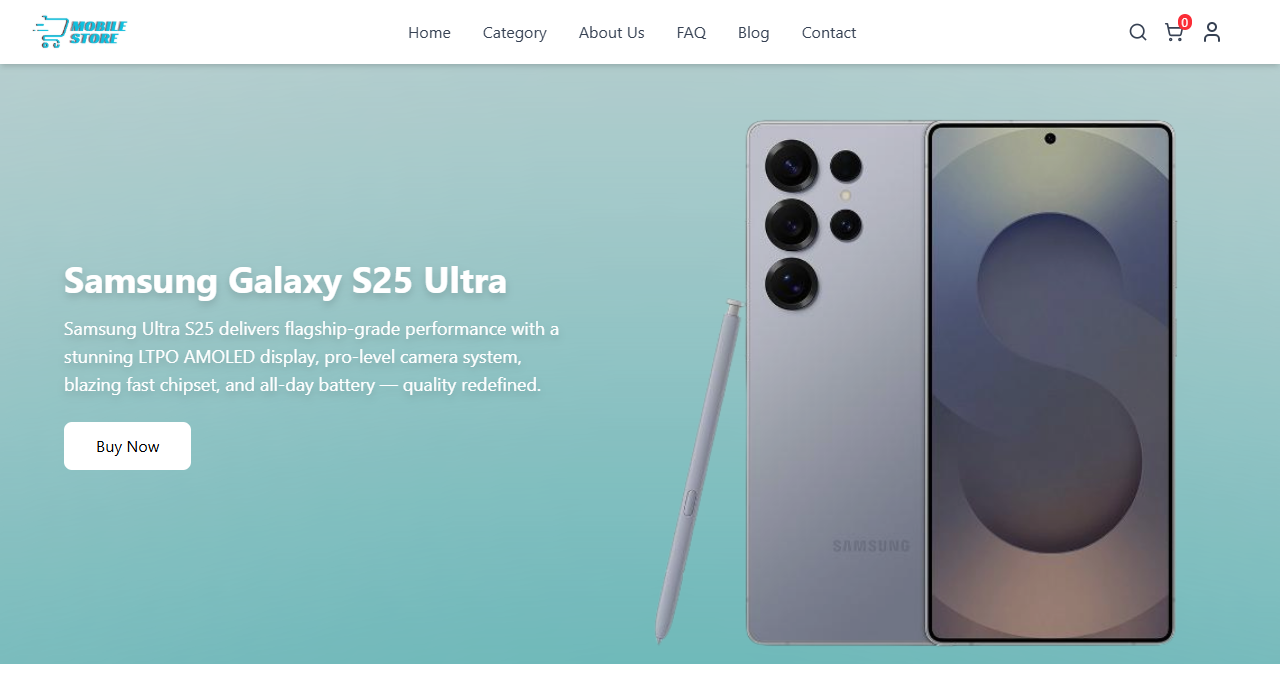 MOBILE
STORE
Home
Category
About Us
FAQ
Blog
Contact
0
Samsung Galaxy S25 Ultra
Samsung Ultra S25 delivers flagship-grade performance with a
stunning LTPO AMOLED display, pro-level camera system,
blazing fast chipset, and all-day battery — quality redefined.
Buy Now
SAMSUNG